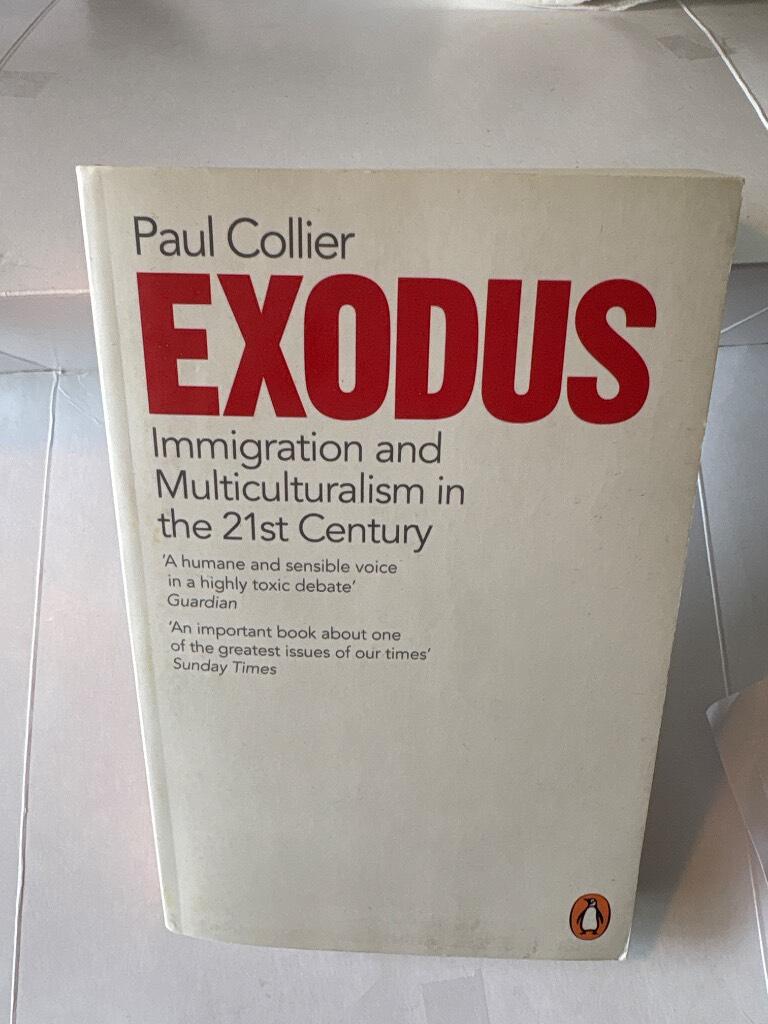 Paul Collier
EXODUS
Immigration and
Multiculturalism in
the 21st Century
‘A humane and sensible voice
in a highly toxic debate’
Guardian
‘An important book about one
of the greatest issues of our times’
Sunday Times